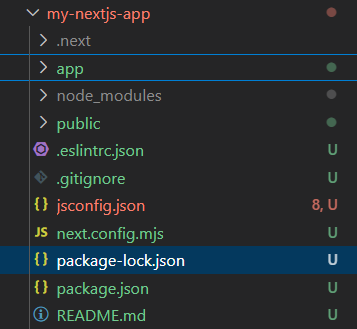 my-nextjs-app
.next
app
node_modules
public
.eslintrc.json U
.gitignore U
{} jsconfig.json 8, U
JS next.config.mjs U
{} package-lock.json U
{} package.json U
README.md U